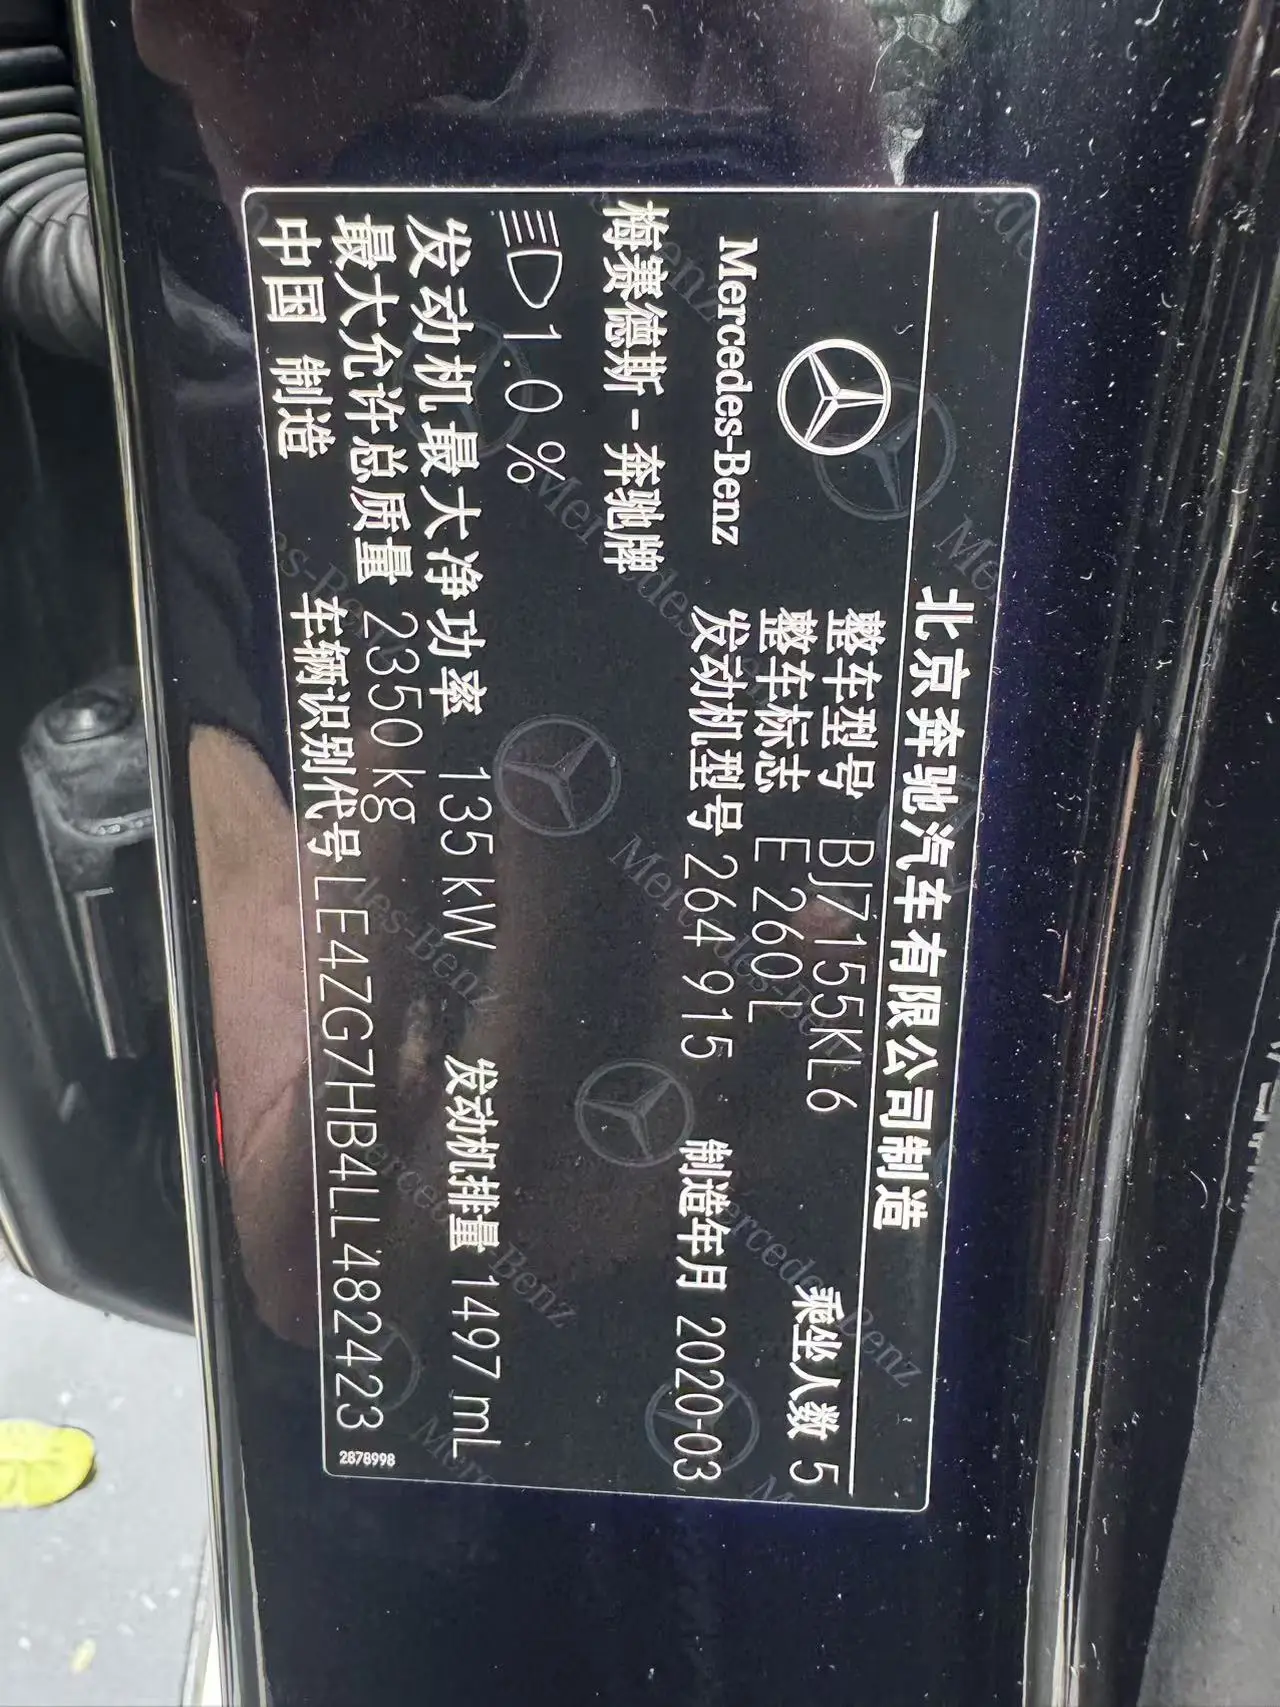 北京奔驰汽车有限公司制造
Mercedes-Benz
梅赛德斯-奔驰牌
整车型号 BJ7155KL6
乘坐人数 5
整车标志 E 260 L
发动机型号 264 915
制造年月 2020-03
1.0 %
发动机最大净功率 135 kW
发动机排量 1497 mL
最大允许总质量 2350 kg
中国 制造
车辆识别代号 LE4ZG7HB4LL482423
2878998